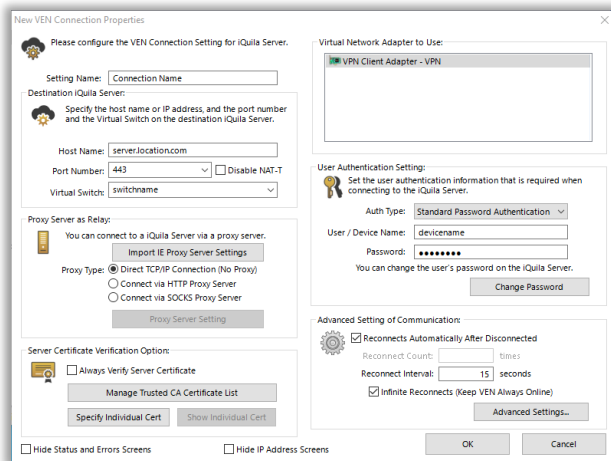 New VEN Connection Properties
Please configure the VEN Connection Setting for iQuila Server.
Setting Name: Connection Name
Destination iQuila Server:
Specify the host name or IP address, and the port number
and the Virtual Switch on the destination iQuila Server.
Host Name: server.location.com
Port Number: 443 Disable NAT-T
Virtual Switch: switchname
Proxy Server as Relay:
You can connect to a iQuila Server via a proxy server.
Import IE Proxy Server Settings
Proxy Type: Direct TCP/IP Connection (No Proxy)
Connect via HTTP Proxy Server
Connect via SOCKS Proxy Server
Proxy Server Setting
Server Certificate Verification Option:
Always Verify Server Certificate
Manage Trusted CA Certificate List
Specify Individual Cert Show Individual Cert
Hide Status and Errors Screens Hide IP Address Screens
Virtual Network Adapter to Use:
VPN Client Adapter - VPN
User Authentication Setting:
Set the user authentication information that is required when
connecting to the iQuila Server.
Auth Type: Standard Password Authentication
User / Device Name: devicename
Password: ●●●●●●●●
You can change the user's password on the iQuila Server.
Change Password
Advanced Setting of Communication:
Reconnects Automatically After Disconnected
Reconnect Count: times
Reconnect Interval: 15 seconds
Infinite Reconnects (Keep VEN Always Online)
Advanced Settings...
OK Cancel